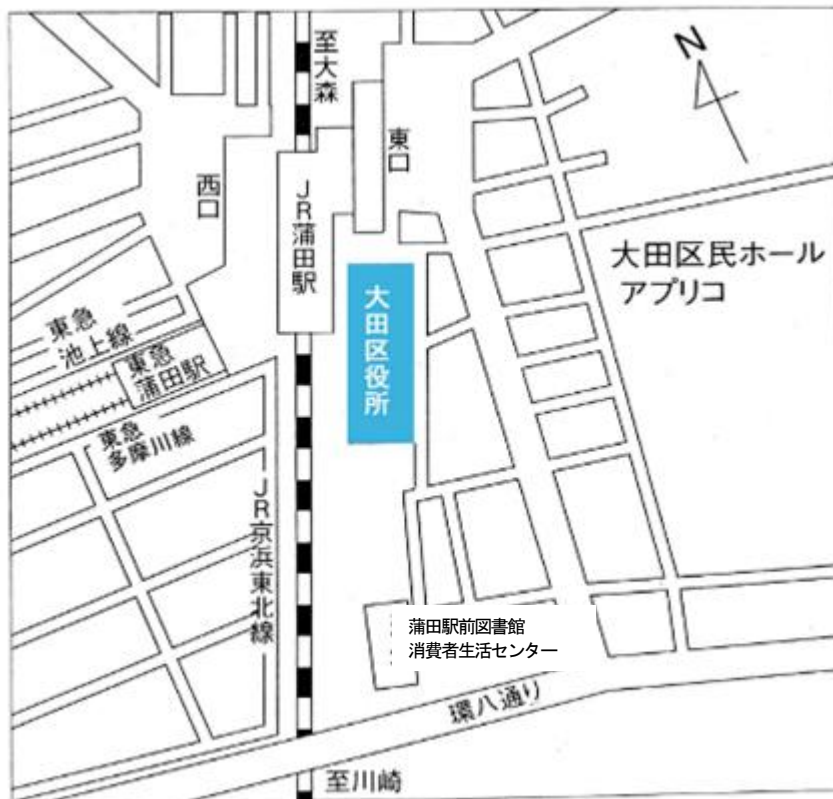 至大森
N
東口
西口
JR蒲田駅
大田区民ホール
アプリコ
大田区役所
東急
池上線
東急
蒲田駅
東急
多摩川線
JR京浜東北線
蒲田駅前図書館
消費者生活センター
環八通り
至川崎